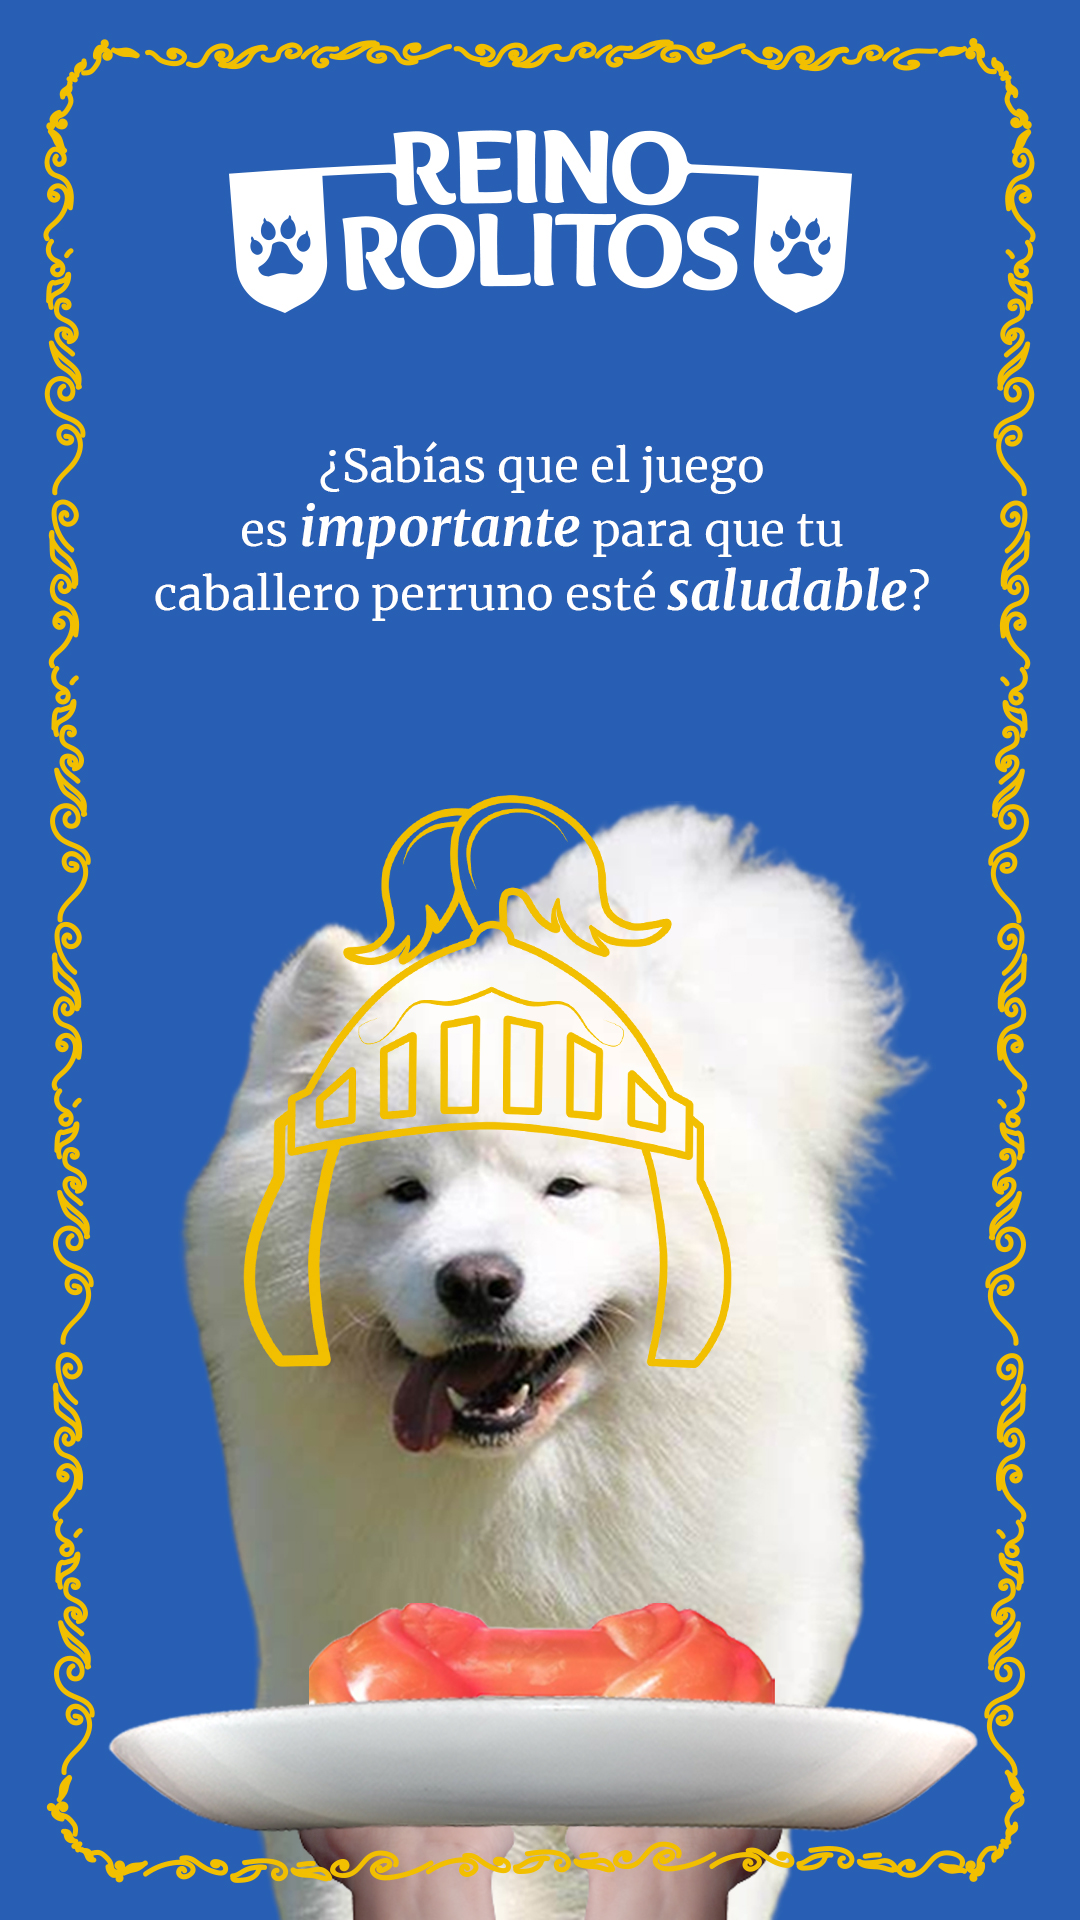 REINO
ROLITOS
¿Sabías que el juego
es importante para que tu
caballero perruno esté saludable?